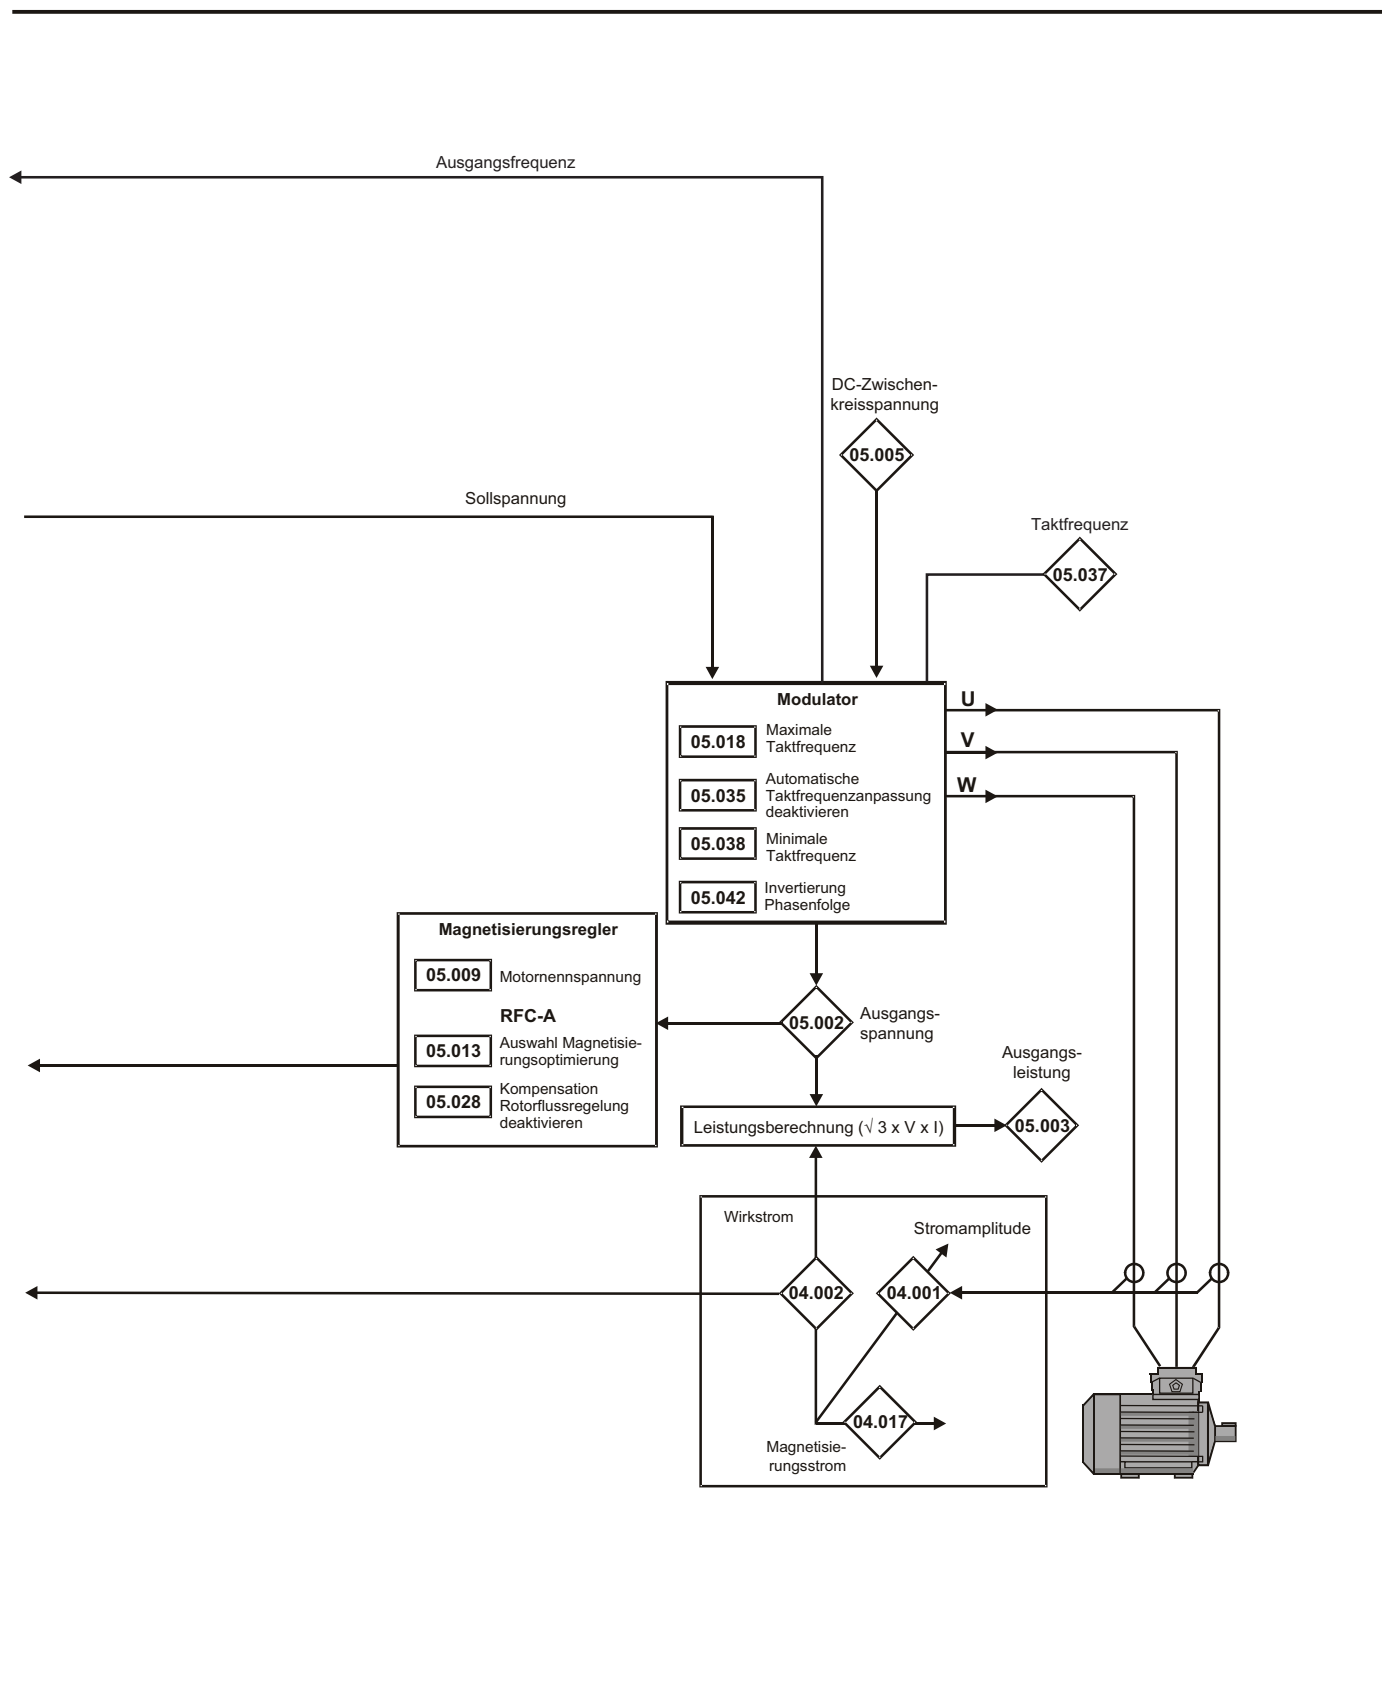 Ausgangsfrequenz
DC-Zwischen-
kreisspannung
05.005
Sollspannung
Taktfrequenz
05.037
Modulator
05.018
Maximale
Taktfrequenz
05.035
Automatische
Taktfrequenzanpassung
deaktivieren
05.038
Minimale
Taktfrequenz
05.042
Invertierung
Phasenfolge
U
V
W
Magnetisierungsregler
05.009
Motornennspannung
RFC-A
05.013
Auswahl Magnetisie-
rungsoptimierung
05.028
Kompensation
Rotorflussregelung
deaktivieren
05.002
Ausgangs-
spannung
Ausgangs-
leistung
05.003
Leistungsberechnung (√ 3 x V x I)
Wirkstrom
Stromamplitude
04.002
04.001
04.017
Magnetisie-
rungsstrom